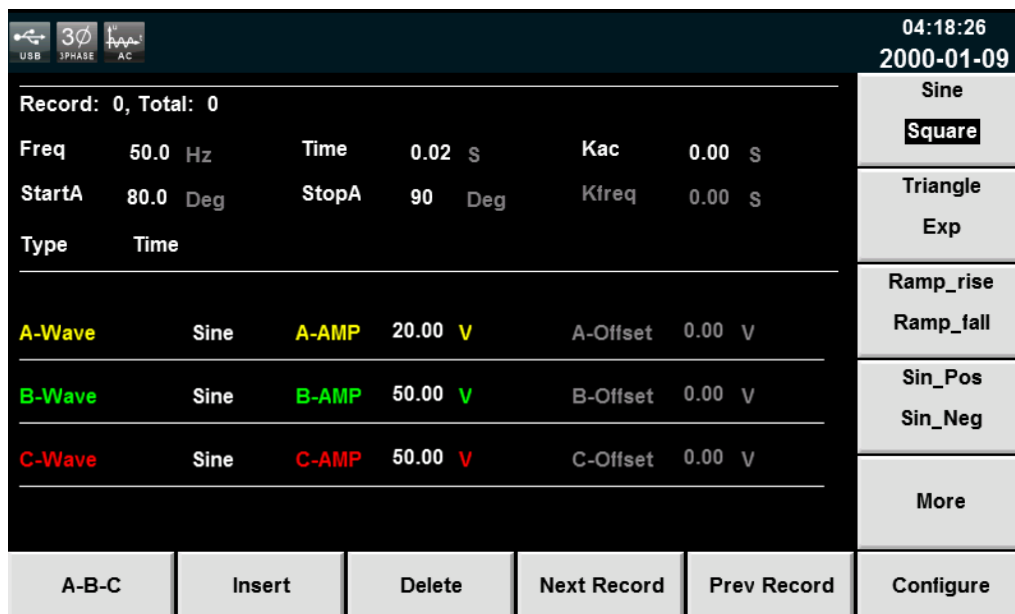 USB 3Ø 3PHASE u t AC 04:18:26
2000-01-09
Record: 0, Total: 0
Freq 50.0 Hz Time 0.02 S Kac 0.00 S
StartA 80.0 Deg StopA 90 Deg Kfreq 0.00 S
Type Time
A-Wave Sine A-AMP 20.00 V A-Offset 0.00 V
B-Wave Sine B-AMP 50.00 V B-Offset 0.00 V
C-Wave Sine C-AMP 50.00 V C-Offset 0.00 V
Sine
Square
Triangle
Exp
Ramp_rise
Ramp_fall
Sin_Pos
Sin_Neg
More
A-B-C Insert Delete Next Record Prev Record Configure